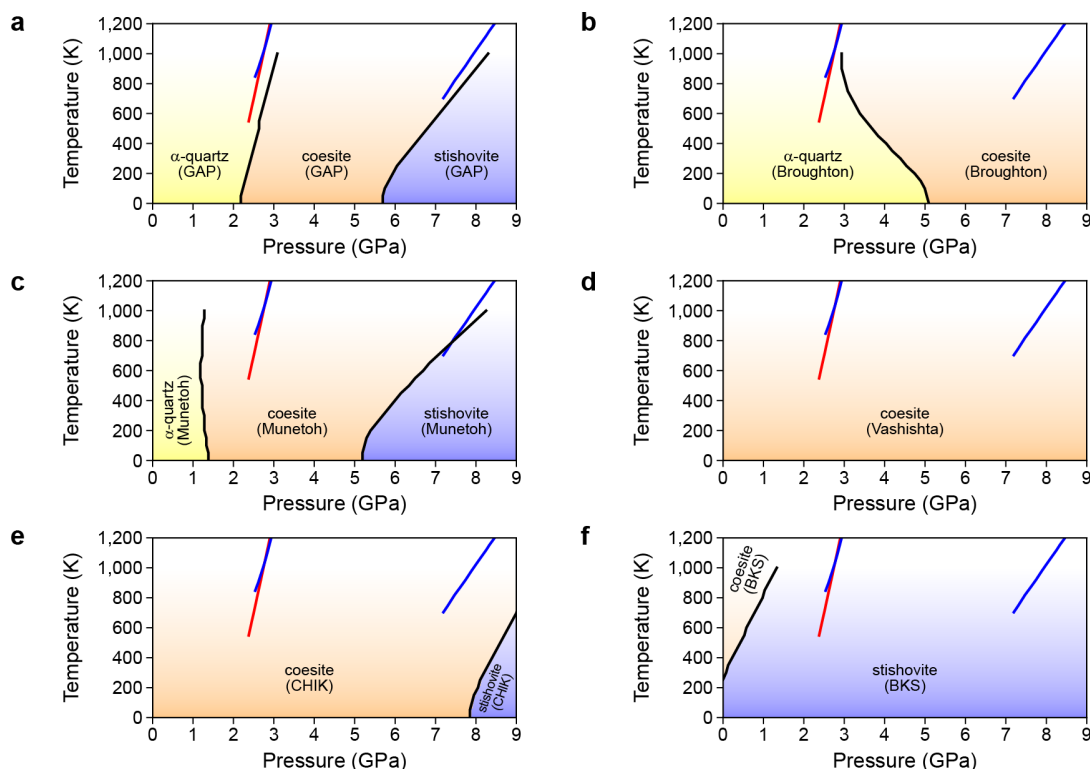 a
Temperature (K)
1,200
1,000
800
600
400
200
0
α-quartz
(GAP)
coesite
(GAP)
stishovite
(GAP)
0 1 2 3 4 5 6 7 8 9
Pressure (GPa)
b
Temperature (K)
1,200
1,000
800
600
400
200
0
α-quartz
(Broughton)
coesite
(Broughton)
0 1 2 3 4 5 6 7 8 9
Pressure (GPa)
c
Temperature (K)
1,200
1,000
800
600
400
200
0
α-quartz
(Munetoh)
coesite
(Munetoh)
stishovite
(Munetoh)
0 1 2 3 4 5 6 7 8 9
Pressure (GPa)
d
Temperature (K)
1,200
1,000
800
600
400
200
0
coesite
(Vashishta)
0 1 2 3 4 5 6 7 8 9
Pressure (GPa)
e
Temperature (K)
1,200
1,000
800
600
400
200
0
coesite
(CHIK)
stishovite
(CHIK)
0 1 2 3 4 5 6 7 8 9
Pressure (GPa)
f
Temperature (K)
1,200
1,000
800
600
400
200
0
coesite
(BKS)
stishovite
(BKS)
0 1 2 3 4 5 6 7 8 9
Pressure (GPa)